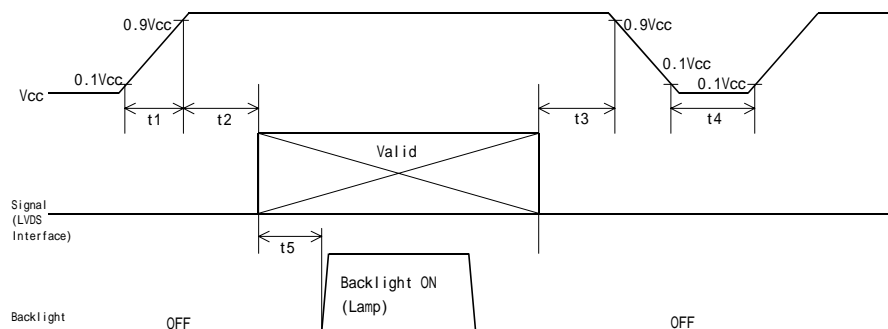 0.9Vcc
0.9Vcc
0.1Vcc
0.1Vcc
0.1Vcc
Vcc
t1
t2
t3
t4
Valid
Signal
(LVDS
Interface)
t5
Backlight ON
(Lamp)
Backlight
OFF
OFF